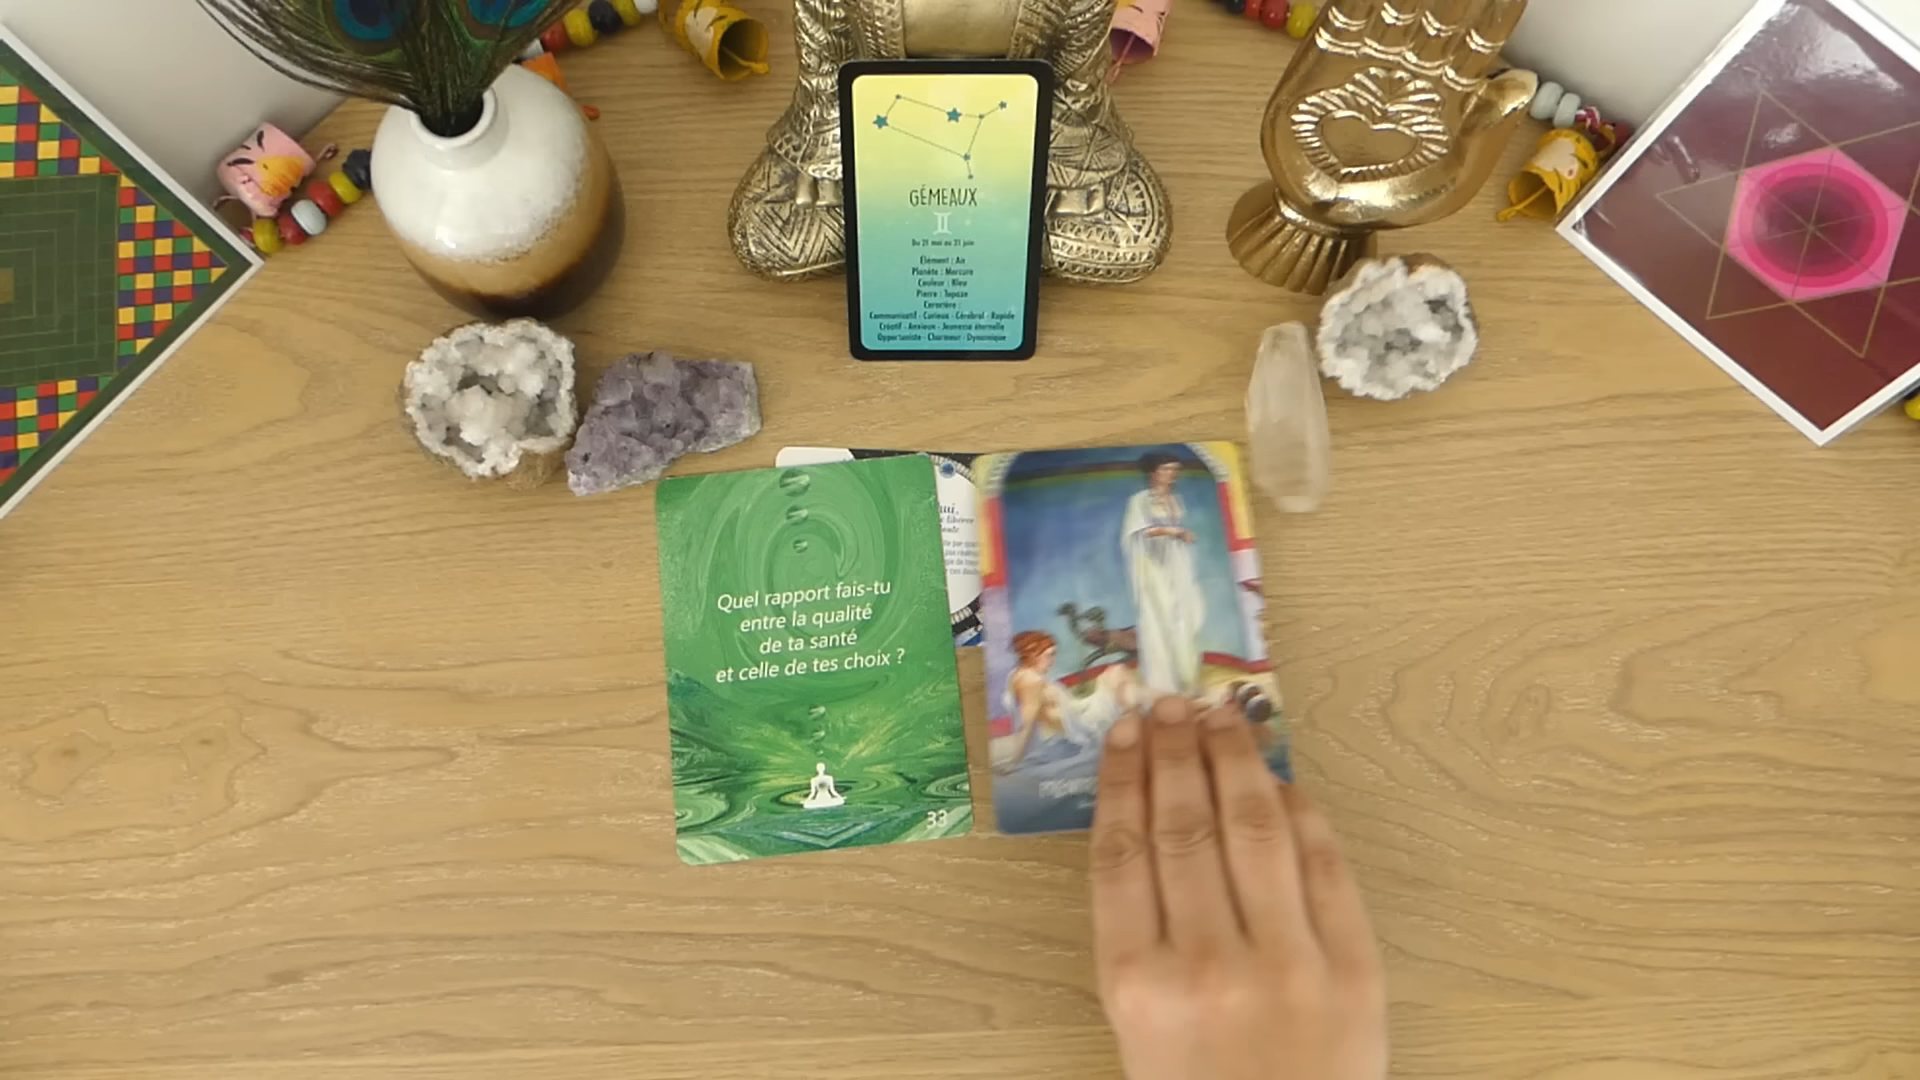 GÉMEAUX
Du 21 mai au 21 juin
Élément : Air
Planète : Mercure
Couleur : Bleu
Pierre : Topaze
Caractère :
Communicatif - Curieux - Cérébral - Rapide
Créatif - Anxieux - Jeunesse éternelle
Opportuniste - Charmeur - Dynamique
Quel rapport fais-tu
entre la qualité
de ta santé
et celle de tes choix ?
33